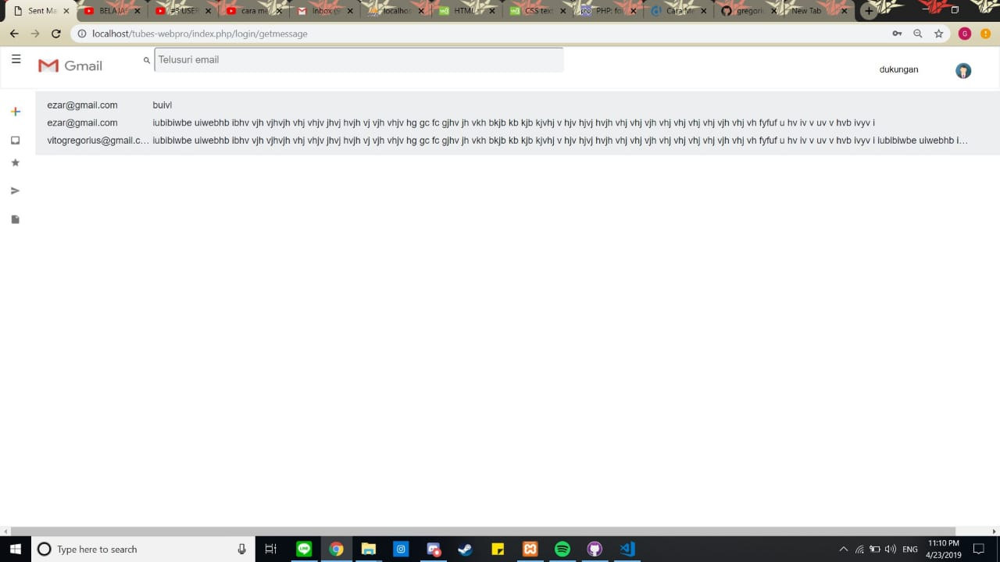 Sent Ma
BELAJA
#3 USER
cara me
Inbox (9
localhos
HTML
CSS text
PHP: fo
Cara Me
gregori
New Tab
localhost/tubes-webpro/index.php/login/getmessage
G
Gmail
Telusuri email
dukungan
ezar@gmail.com buivl
ezar@gmail.com iubibiwbe uiwebhb ibhv vjh vjhvjh vhj vhjv jhvj hvjh vj vjh vhjv hg gc fc gjhv jh vkh bkjb kb kjb kjvhj v hjv hjvj hvjh vhj vhj vjh vhj vhj vhj vhj vjh vhj vh fyfuf u hv iv v uv v hvb ivyv i
vitogregorius@gmail.c... iubibiwbe uiwebhb ibhv vjh vjhvjh vhj vhjv jhvj hvjh vj vjh vhjv hg gc fc gjhv jh vkh bkjb kb kjb kjvhj v hjv hjvj hvjh vhj vhj vjh vhj vhj vhj vhj vjh vhj vh fyfuf u hv iv v uv v hvb ivyv i iubibiwbe uiwebhb i...
Type here to search
ENG
11:10 PM
4/23/2019